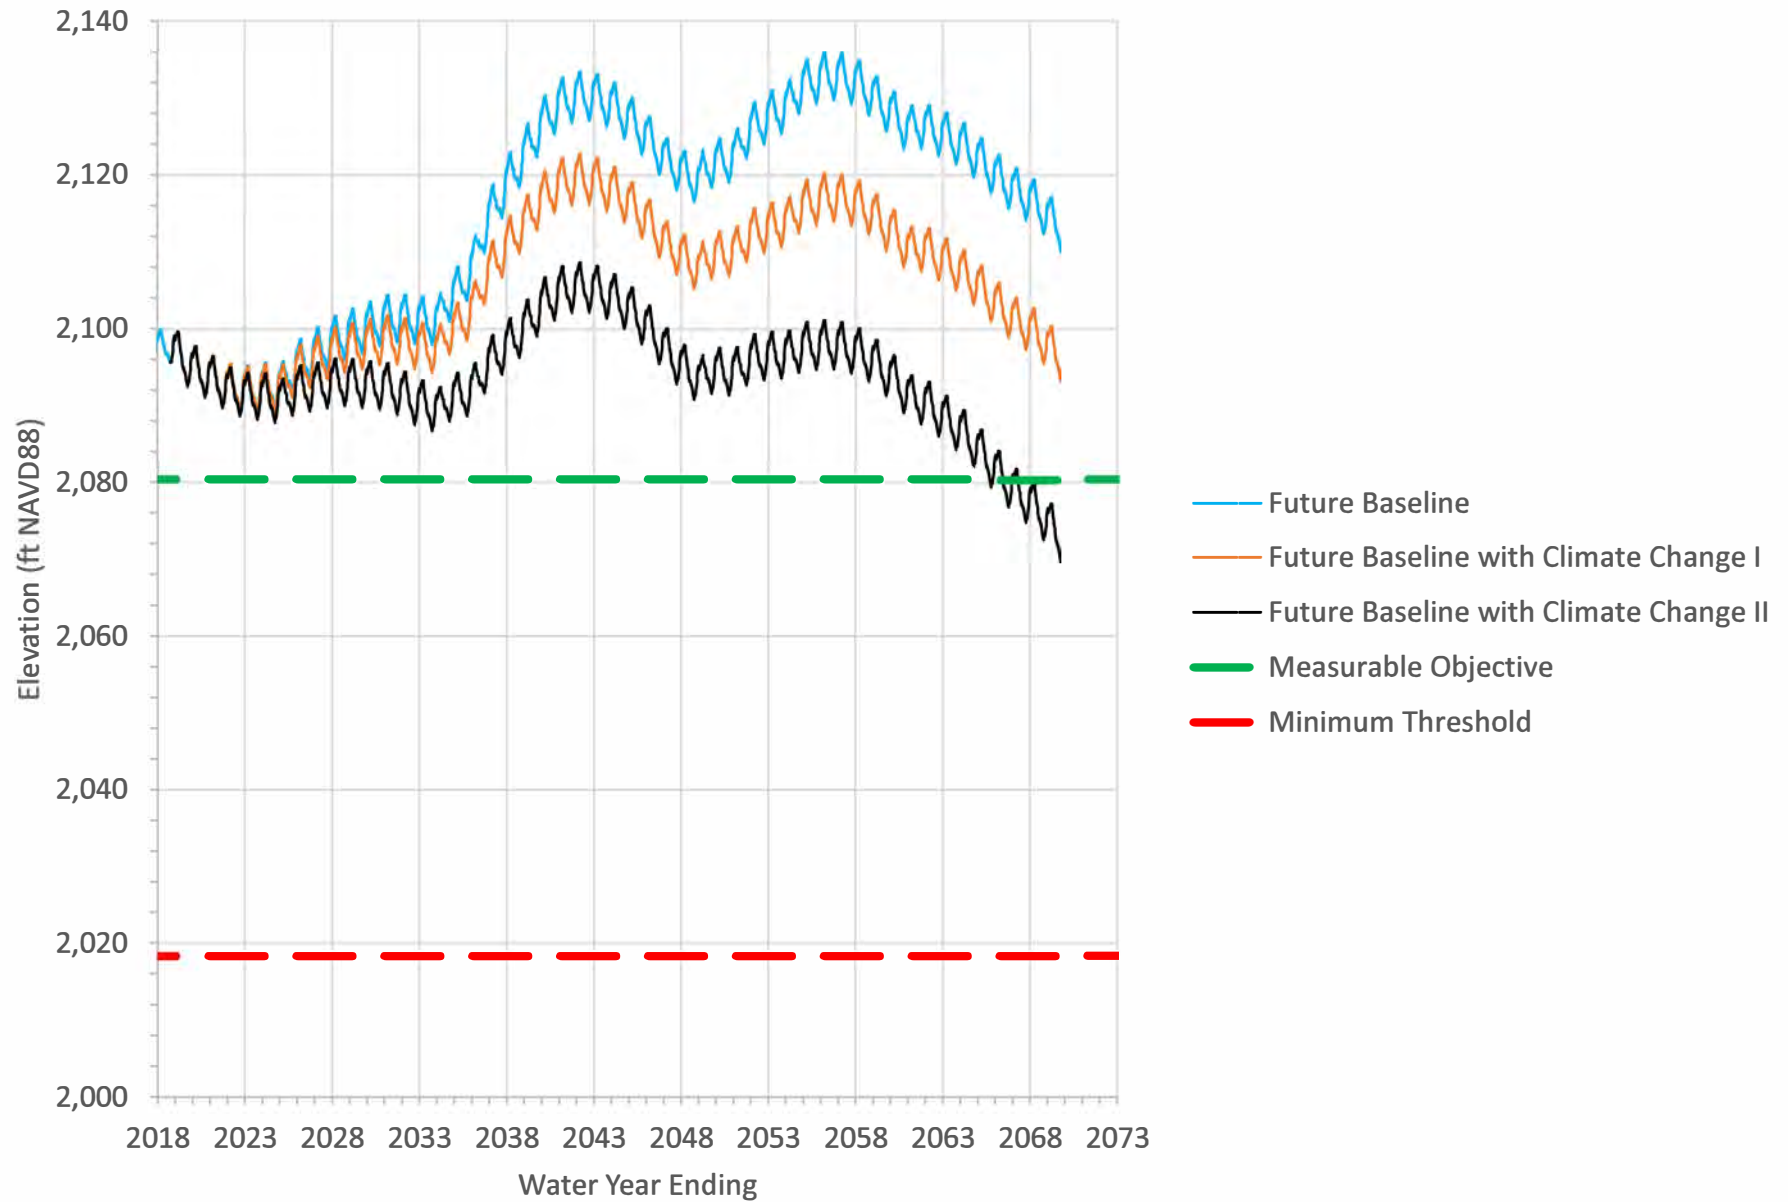 2,140
2,120
2,100
2,080
2,060
2,040
2,020
2,000
Elevation (ft NAVD88)
2018 2023 2028 2033 2038 2043 2048 2053 2058 2063 2068 2073
Water Year Ending
Future Baseline
Future Baseline with Climate Change I
Future Baseline with Climate Change II
Measurable Objective
Minimum Threshold